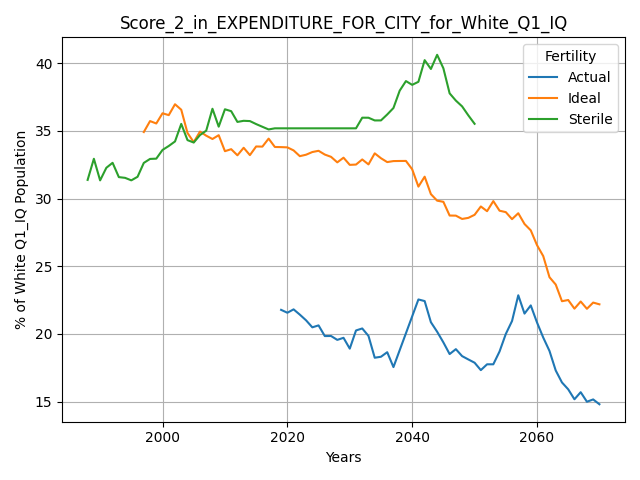 Score_2_in_EXPENDITURE_FOR_CITY_for_White_Q1_IQ
% of White Q1_IQ Population
40
35
30
25
20
15
Fertility
Actual
Ideal
Sterile
2000
2020
2040
2060
Years